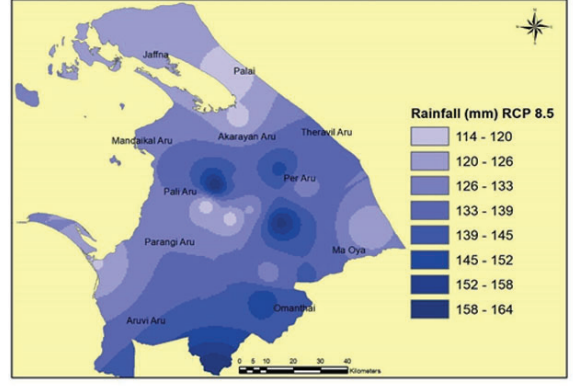 Jaffna
Palai
Rainfall (mm) RCP 8.5
114 - 120
120 - 126
126 - 133
133 - 139
139 - 145
145 - 152
152 - 158
158 - 164
Mandaikal Aru
Akarayan Aru
Theravil Aru
Pali Aru
Per Aru
Parangi Aru
Ma Oya
Aruvi Aru
Omanthai
0 5 10 20 30 40
Kilometers